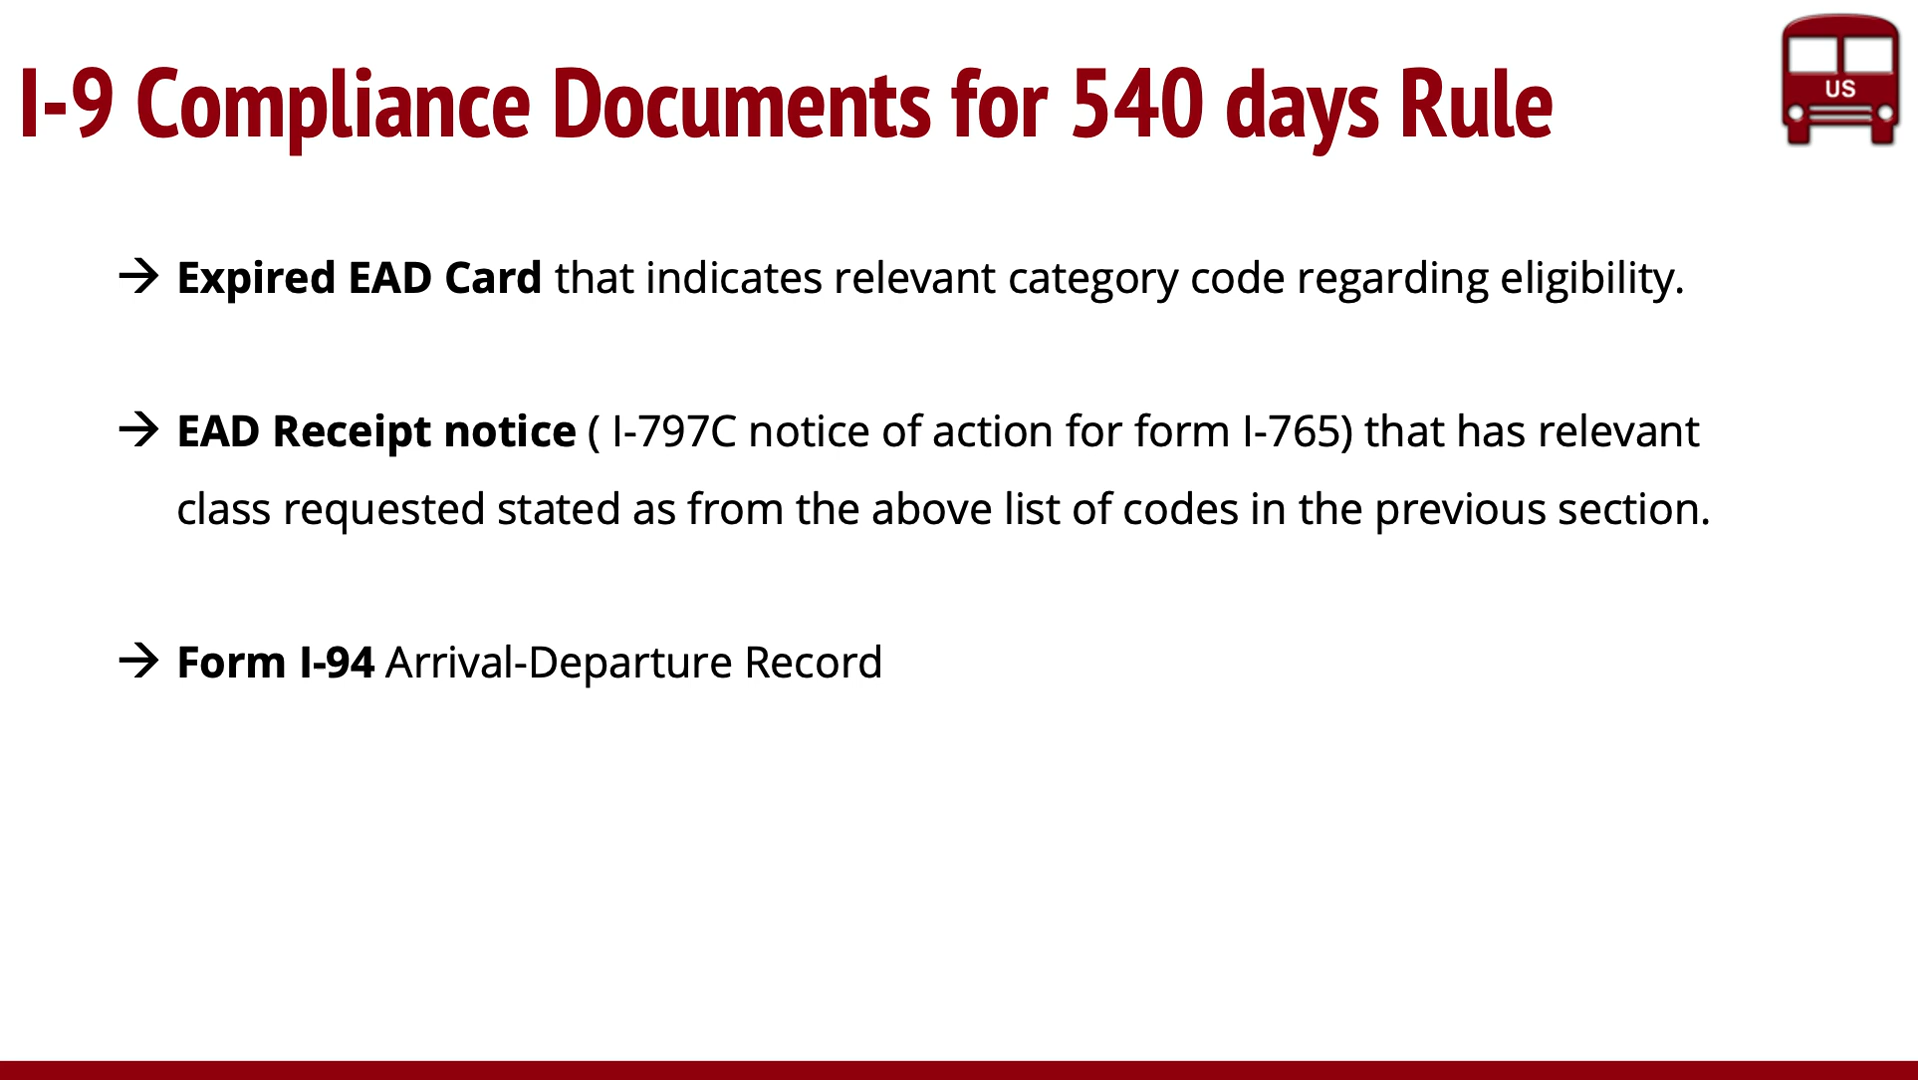 I-9 Compliance Documents for 540 days Rule
US
→ Expired EAD Card that indicates relevant category code regarding eligibility.
→ EAD Receipt notice ( I-797C notice of action for form I-765) that has relevant
class requested stated as from the above list of codes in the previous section.
→ Form I-94 Arrival-Departure Record